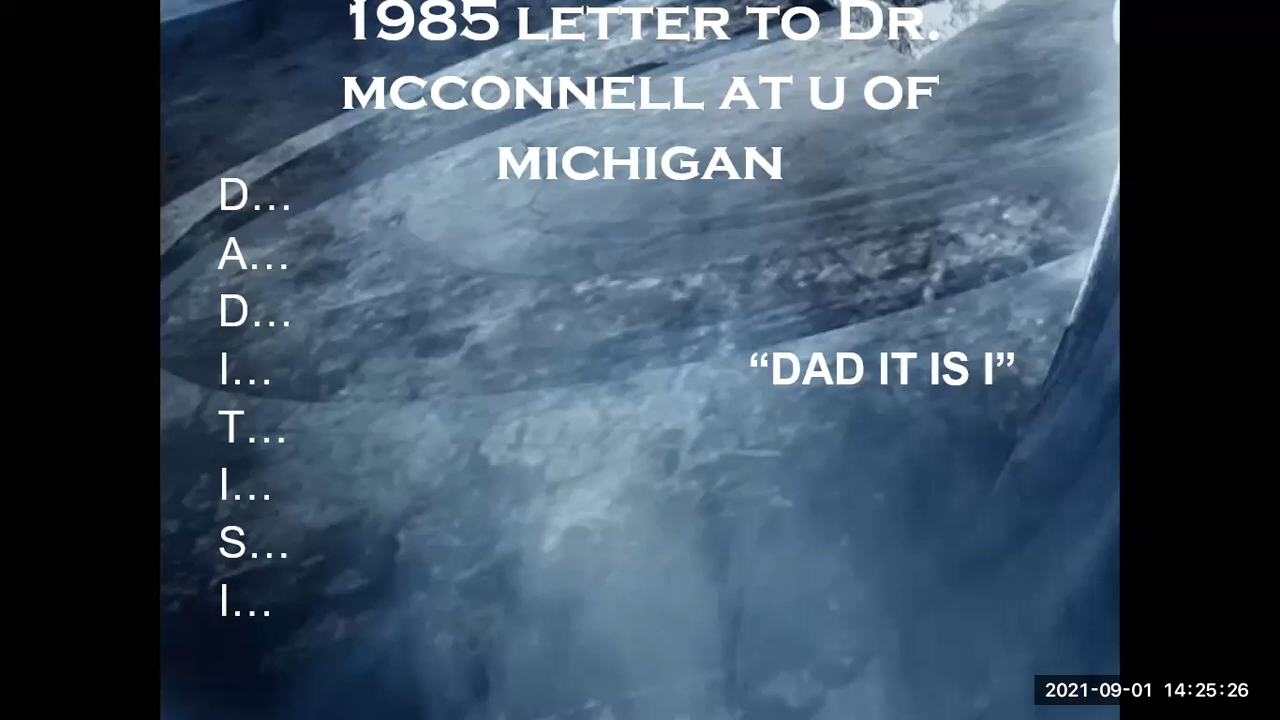 1985 LETTER TO DR.
MCCONNELL AT U OF
MICHIGAN
D...
A...
D...
I...
“DAD IT IS I”
T...
I...
S...
I...
2021-09-01 14:25:26